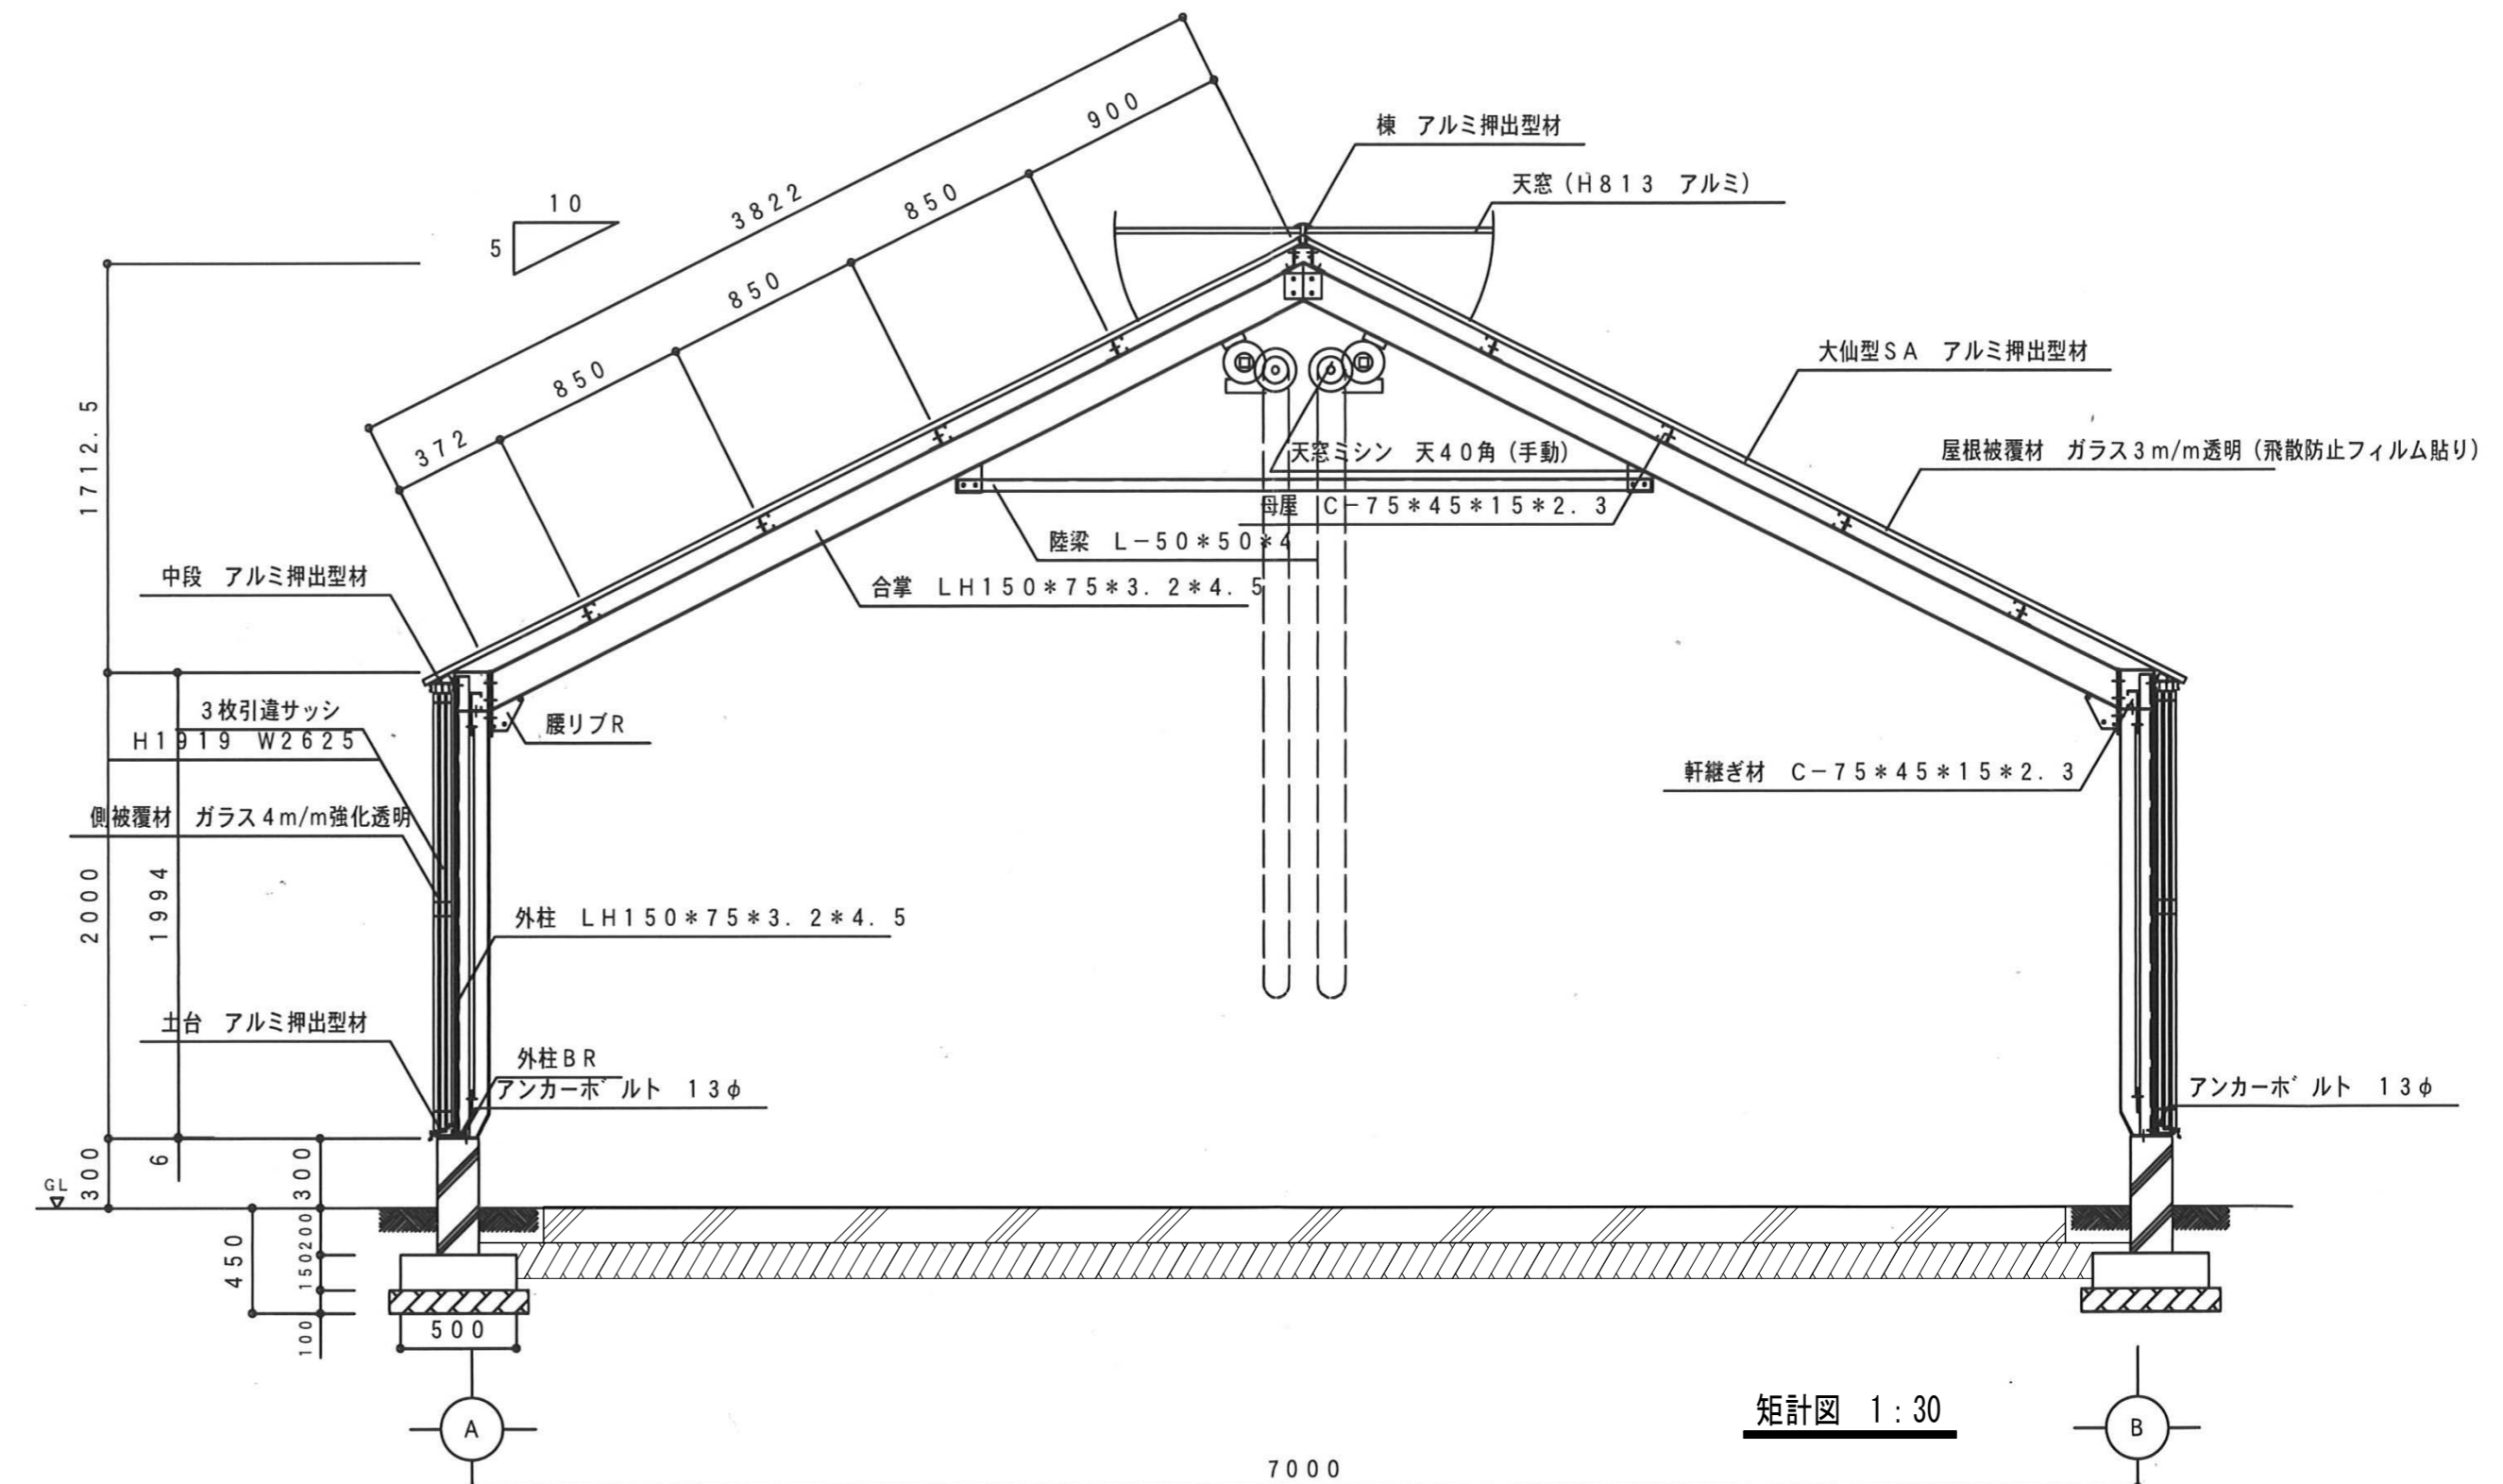 900
棟　アルミ押出型材
天窓（H813　アルミ）
3822
850
10
5
850
850
372
1712.5
大仙型SA　アルミ押出型材
屋根被覆材　ガラス3m/m透明（飛散防止フィルム貼り）
天窓ミシン　天40角（手動）
母屋　C-75*45*15*2.3
陸梁　L-50*50*4
合掌　LH150*75*3.2*4.5
中段　アルミ押出型材
3枚引違サッシ
H1919　W2625
腰リブR
軒継ぎ材　C-75*45*15*2.3
側被覆材　ガラス4m/m強化透明
2000
1994
外柱　LH150*75*3.2*4.5
土台　アルミ押出型材
外柱BR
アンカーボルト　13φ
アンカーボルト　13φ
300
6
300
GL
450
200
150
100
500
A
B
矩計図　1:30
7000